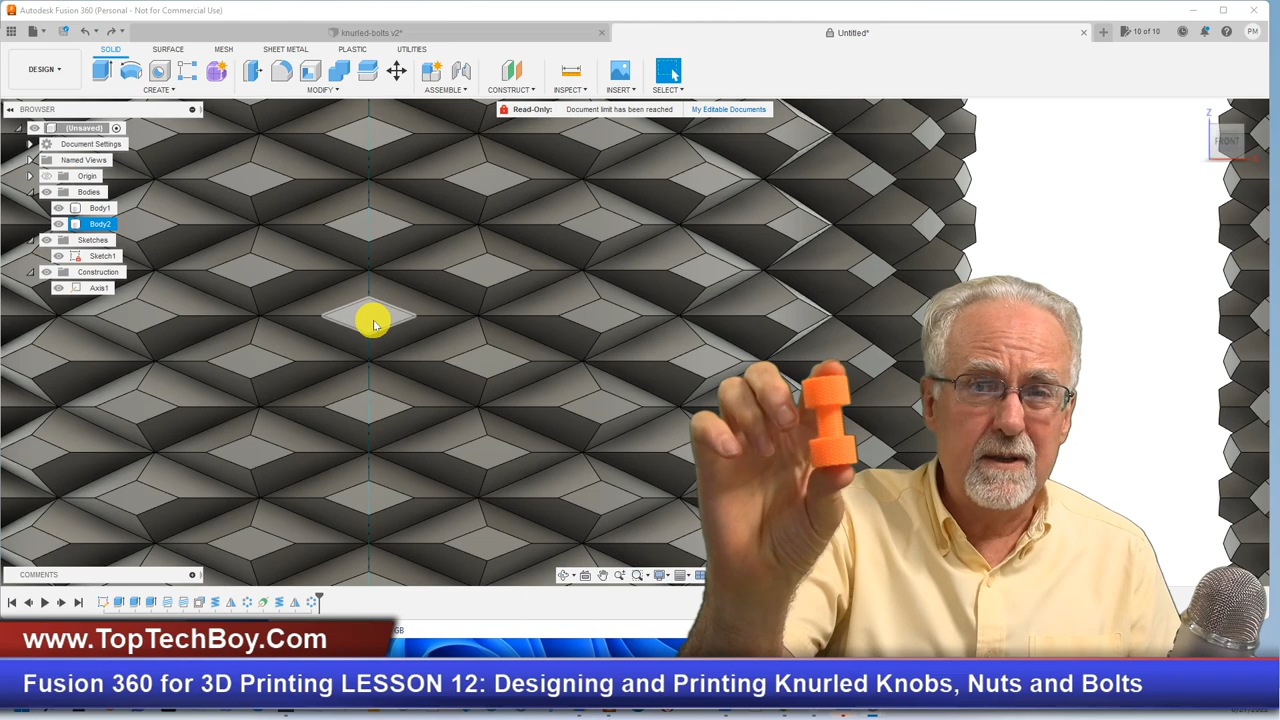 Autodesk Fusion 360 (Personal - Not for Commercial Use)
knurled-bolts v2*
Untitled*
10 of 10
PM
DESIGN
SOLID
SURFACE
MESH
SHEET METAL
PLASTIC
UTILITIES
CREATE
MODIFY
ASSEMBLE
CONSTRUCT
INSPECT
INSERT
SELECT
BROWSER
Read-Only: Document limit has been reached My Editable Documents
(Unsaved)
Document Settings
Named Views
Origin
Bodies
Body1
Body2
Sketches
Sketch1
Construction
Axis1
Z
FRONT
COMMENTS
GB
www.TopTechBoy.Com
Fusion 360 for 3D Printing LESSON 12: Designing and Printing Knurled Knobs, Nuts and Bolts